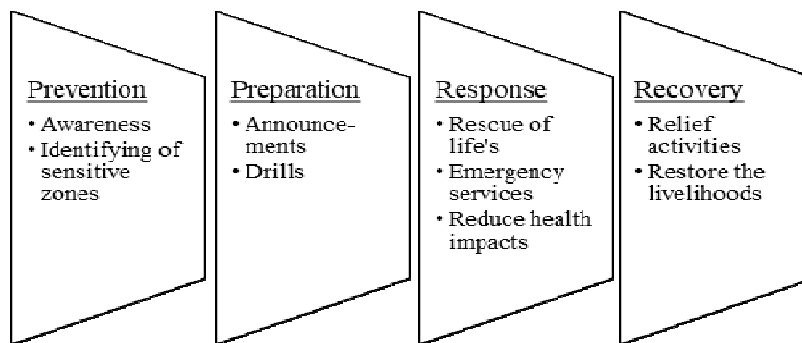 Prevention
• Awareness
• Identifying of
sensitive
zones
Preparation
• Announce-
ments
• Drills
Response
• Rescue of
life's
• Emergency
services
• Reduce health
impacts
Recovery
• Relief
activities
• Restore the
livelihoods